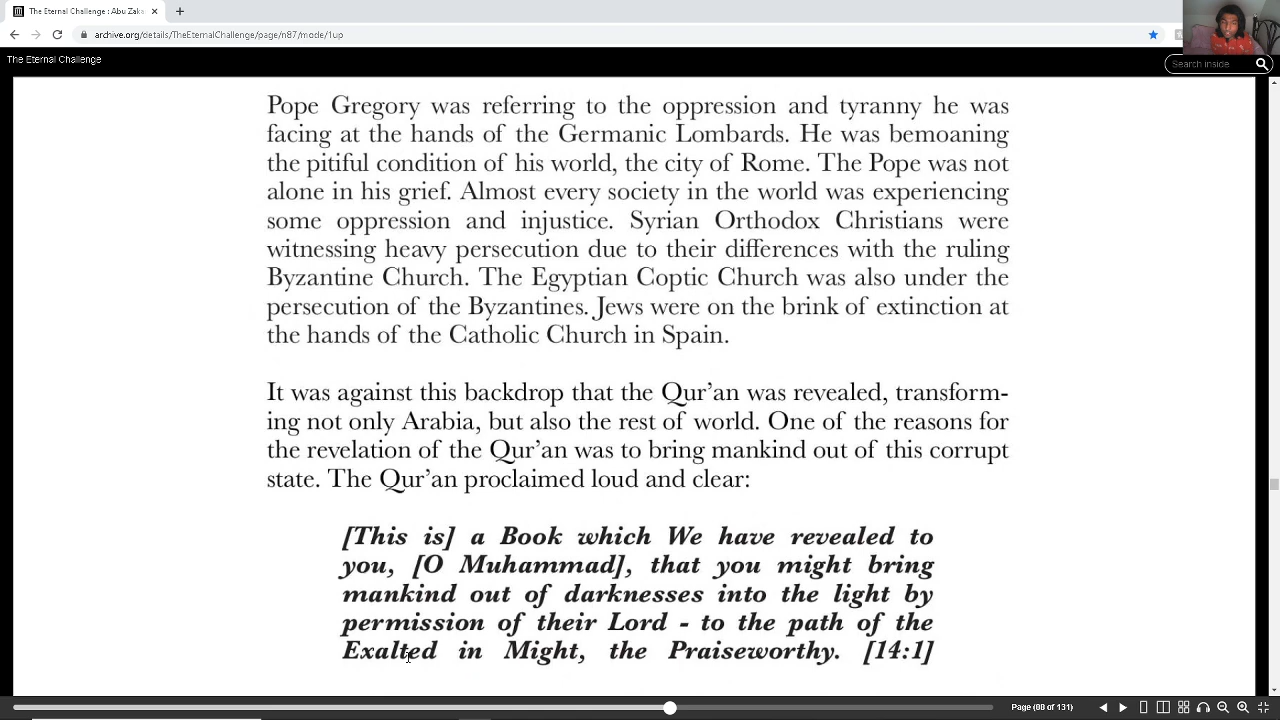 The Eternal Challenge : Abu Zaka
archive.org/details/TheEternalChallenge/page/n87/mode/1up
The Eternal Challenge
Search inside
Pope Gregory was referring to the oppression and tyranny he was
facing at the hands of the Germanic Lombards. He was bemoaning
the pitiful condition of his world, the city of Rome. The Pope was not
alone in his grief. Almost every society in the world was experiencing
some oppression and injustice. Syrian Orthodox Christians were
witnessing heavy persecution due to their differences with the ruling
Byzantine Church. The Egyptian Coptic Church was also under the
persecution of the Byzantines. Jews were on the brink of extinction at
the hands of the Catholic Church in Spain.
It was against this backdrop that the Qur’an was revealed, transform-
ing not only Arabia, but also the rest of world. One of the reasons for
the revelation of the Qur’an was to bring mankind out of this corrupt
state. The Qur’an proclaimed loud and clear:
[This is] a Book which We have revealed to
you, [O Muhammad], that you might bring
mankind out of darknesses into the light by
permission of their Lord - to the path of the
Exalted in Might, the Praiseworthy. [14:1]
Page (88 of 131)